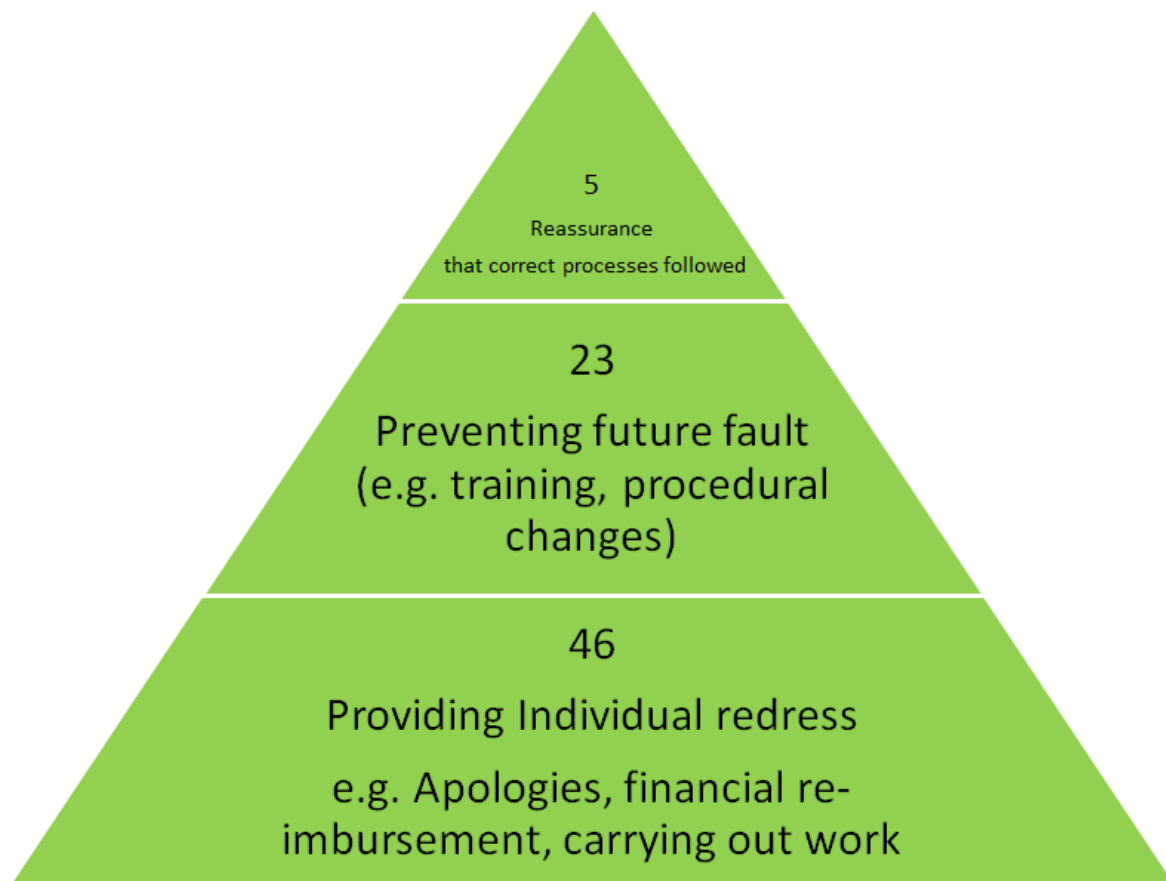 5
Reassurance
that correct processes followed
23
Preventing future fault
(e.g. training, procedural
changes)
46
Providing Individual redress
e.g. Apologies, financial re-
imbursement, carrying out work